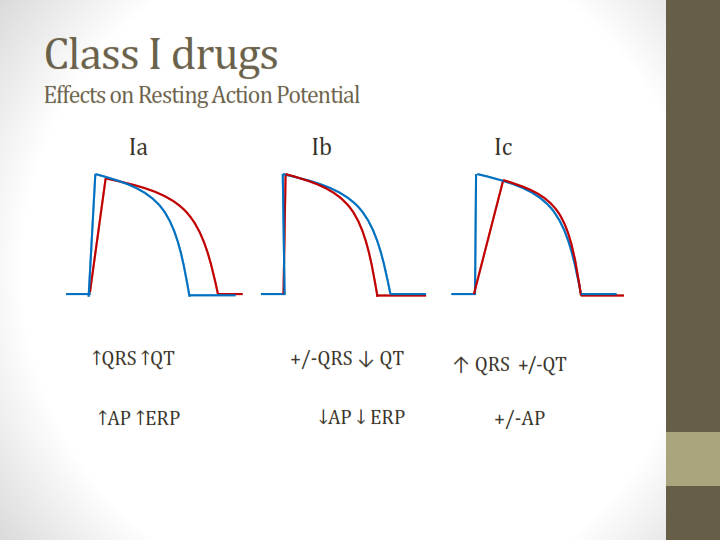 Class I drugs
Effects on Resting Action Potential
Ia Ib Ic
↑QRS ↑QT +/-QRS ↓ QT ↑ QRS +/-QT
↑AP ↑ERP ↓AP ↓ ERP +/-AP